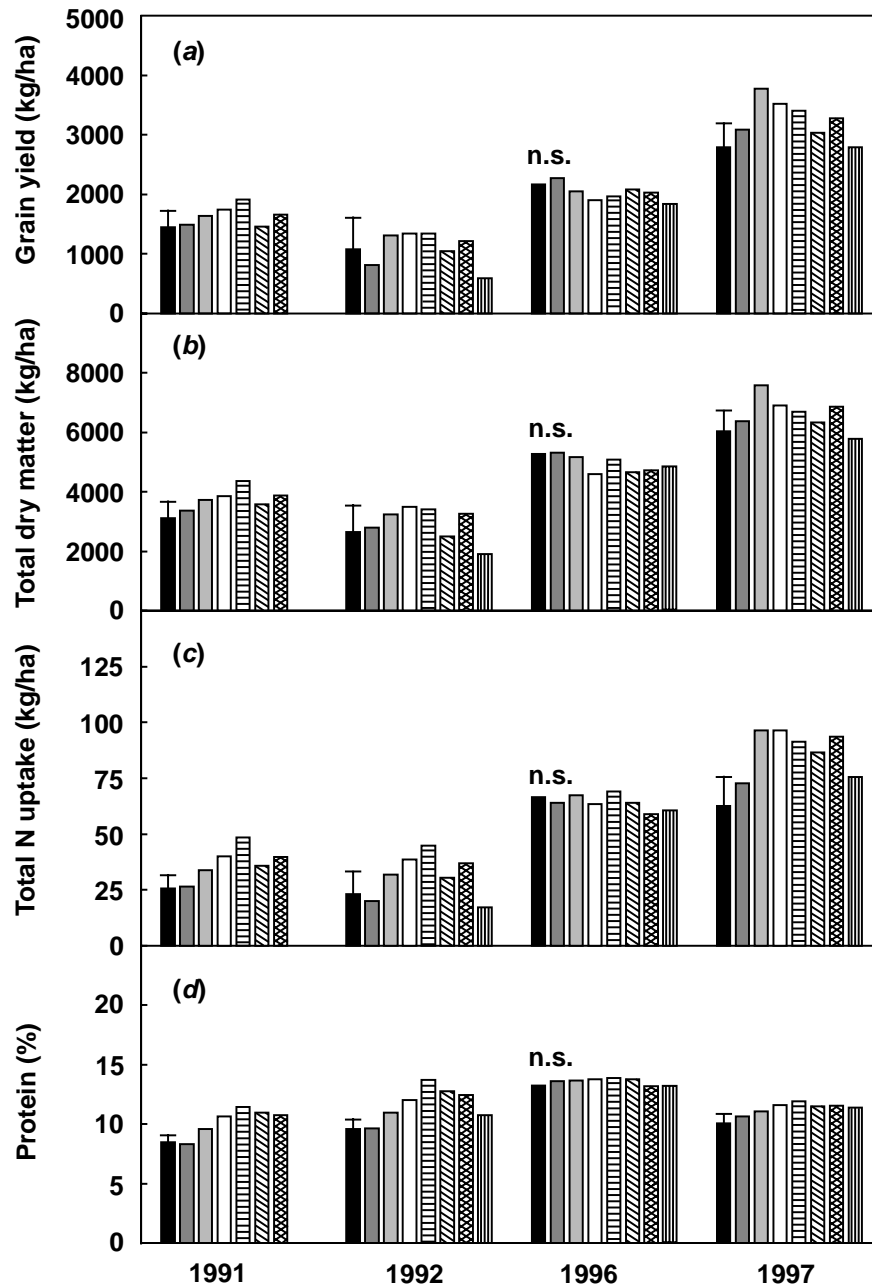 Grain yield (kg/ha)
5000
4000
3000
2000
1000
0
(a)
n.s.
Total dry matter (kg/ha)
8000
6000
4000
2000
0
(b)
n.s.
Total N uptake (kg/ha)
125
100
75
50
25
0
(c)
n.s.
Protein (%)
20
15
10
5
0
(d)
n.s.
1991 1992 1996 1997